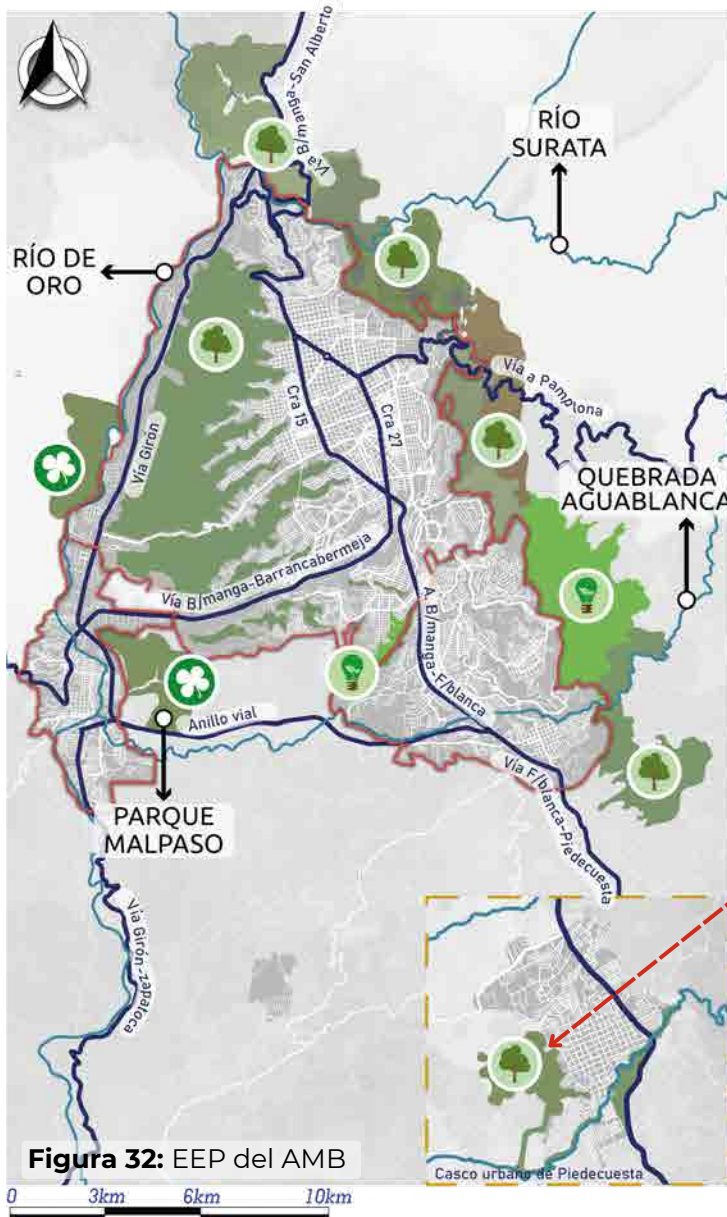 Vía B/manga-San Alberto
RÍO
SURATA
RÍO DE
ORO
Vía a Pamplona
Cra 15
Cra 27
Vía Girón
QUEBRADA
AGUABLANCA
Vía B/manga-Barrancabermeja
A. B/manga-F/blanca
Anillo vial
PARQUE
MALPASO
Vía F/blanca-Piedecuesta
Vía Girón-Zapatoca
Figura 32: EEP del AMB
Casco urbano de Piedecuesta
0 3km 6km 10km